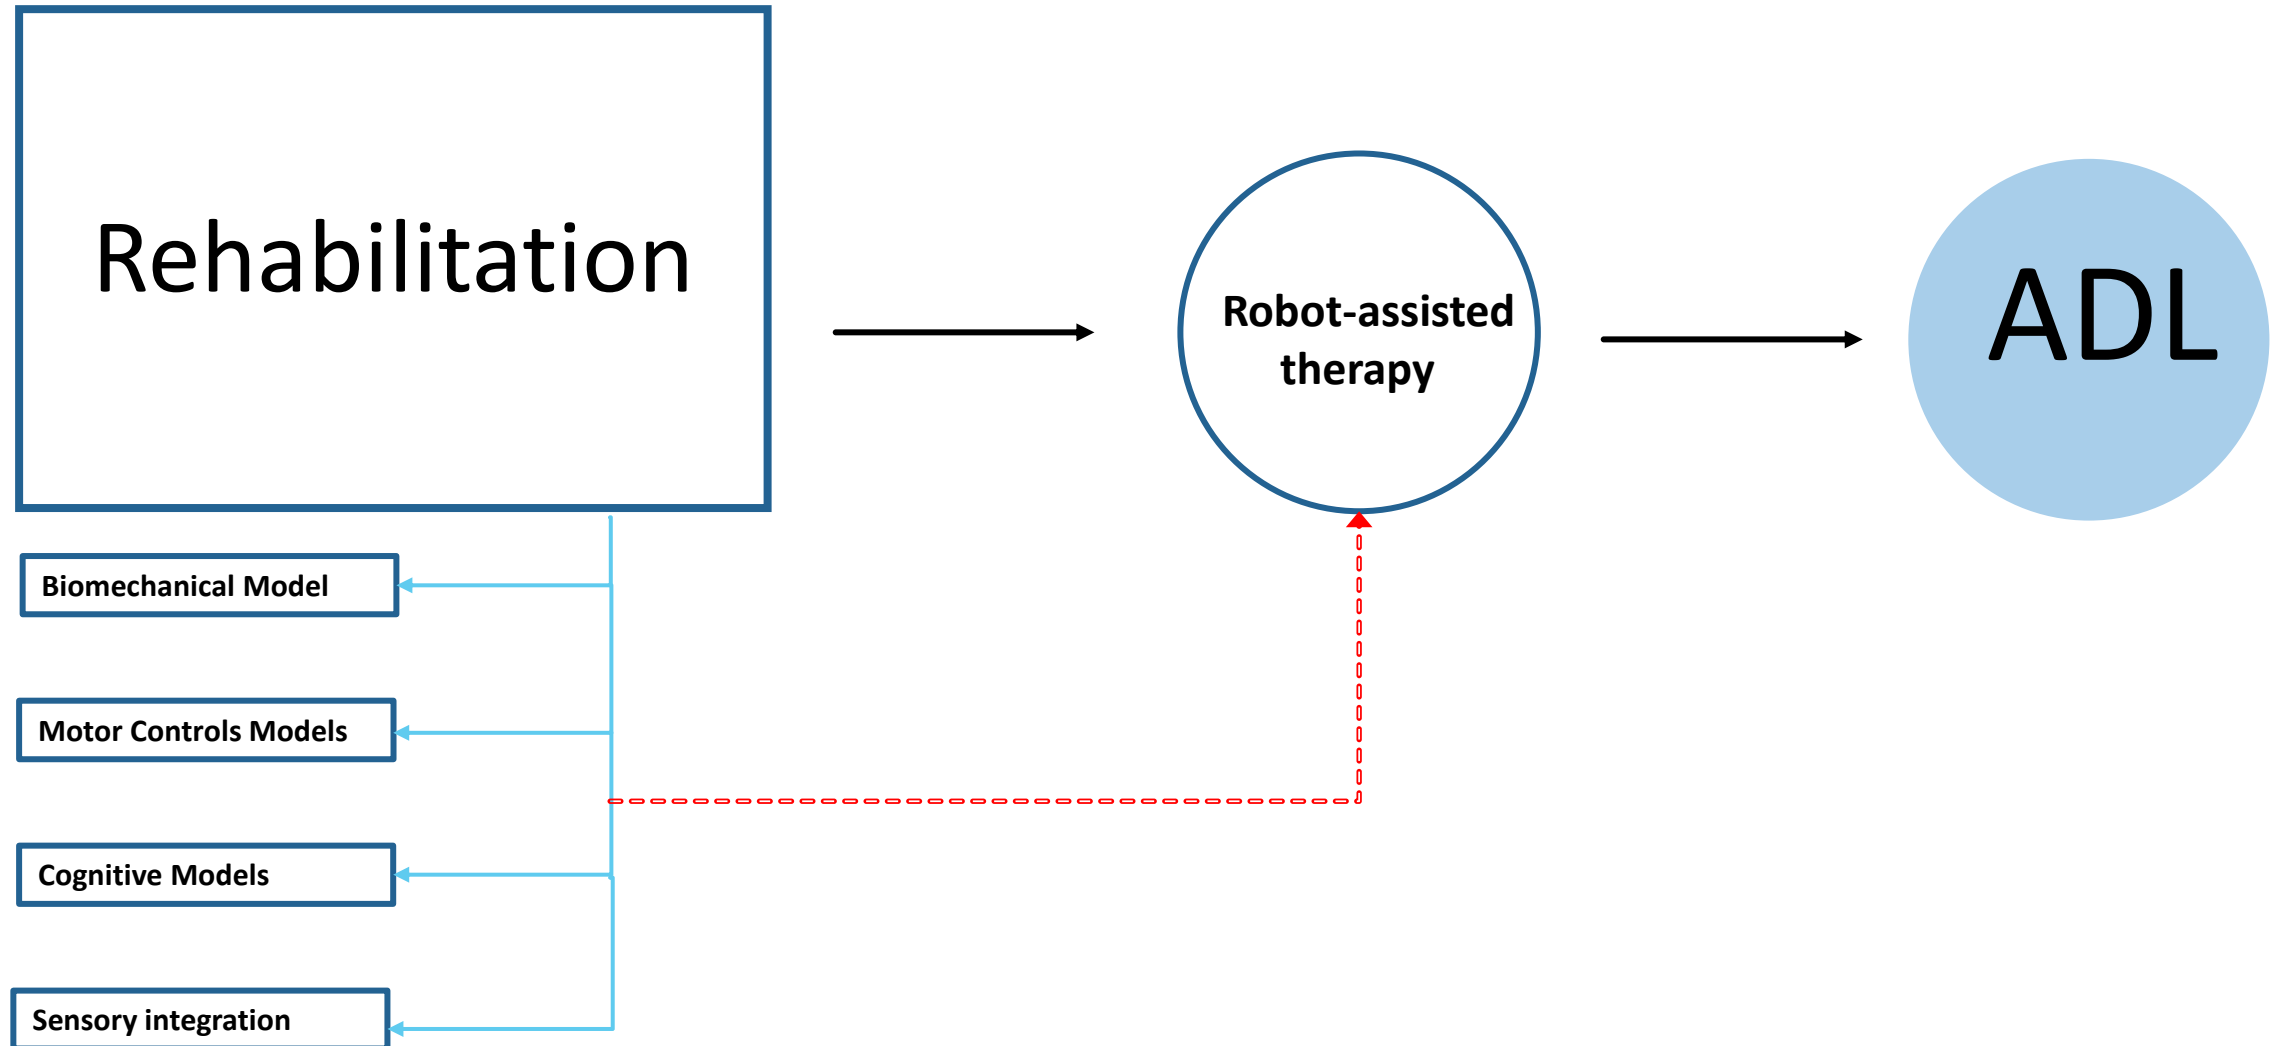 Rehabilitation
Robot-assisted
therapy
ADL
Biomechanical Model
Motor Controls Models
Cognitive Models
Sensory integration